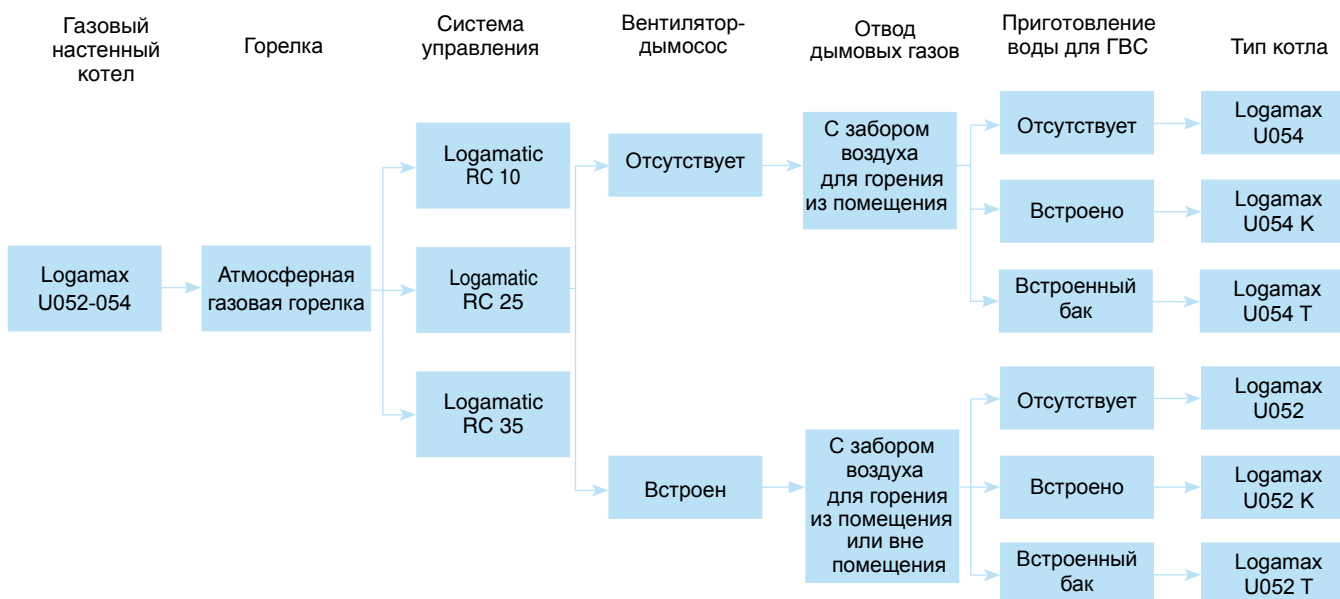 Газовый
настенный
котел
Горелка
Система
управления
Вентилятор-
дымосос
Отвод
дымовых газов
Приготовление
воды для ГВС
Тип котла
Logamax
U052-054
Атмосферная
газовая горелка
Logamatic
RC 10
Logamatic
RC 25
Logamatic
RC 35
Отсутствует
Встроен
С забором
воздуха
для горения
из помещения
С забором
воздуха
для горения
из помещения
или вне
помещения
Отсутствует
Встроено
Встроенный
бак
Отсутствует
Встроено
Встроенный
бак
Logamax
U054
Logamax
U054 K
Logamax
U054 T
Logamax
U052
Logamax
U052 K
Logamax
U052 T